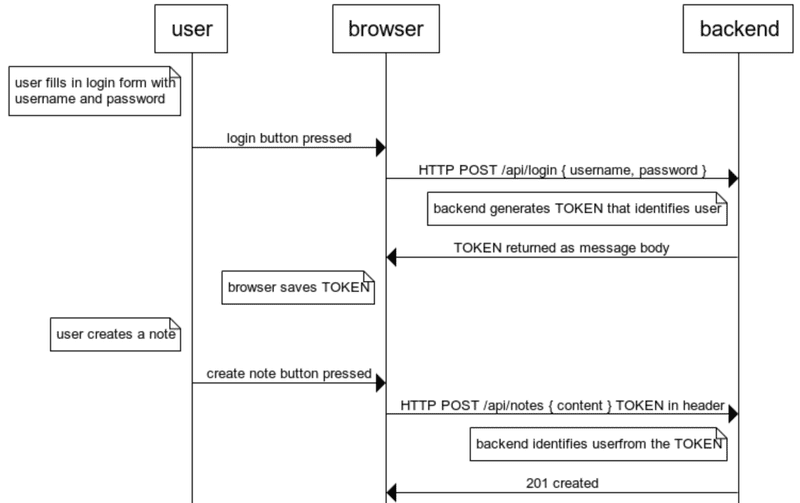 user
browser
backend
user fills in login form with
username and password
login button pressed
HTTP POST /api/login { username, password }
backend generates TOKEN that identifies user
TOKEN returned as message body
browser saves TOKEN
user creates a note
create note button pressed
HTTP POST /api/notes { content } TOKEN in header
backend identifies userfrom the TOKEN
201 created